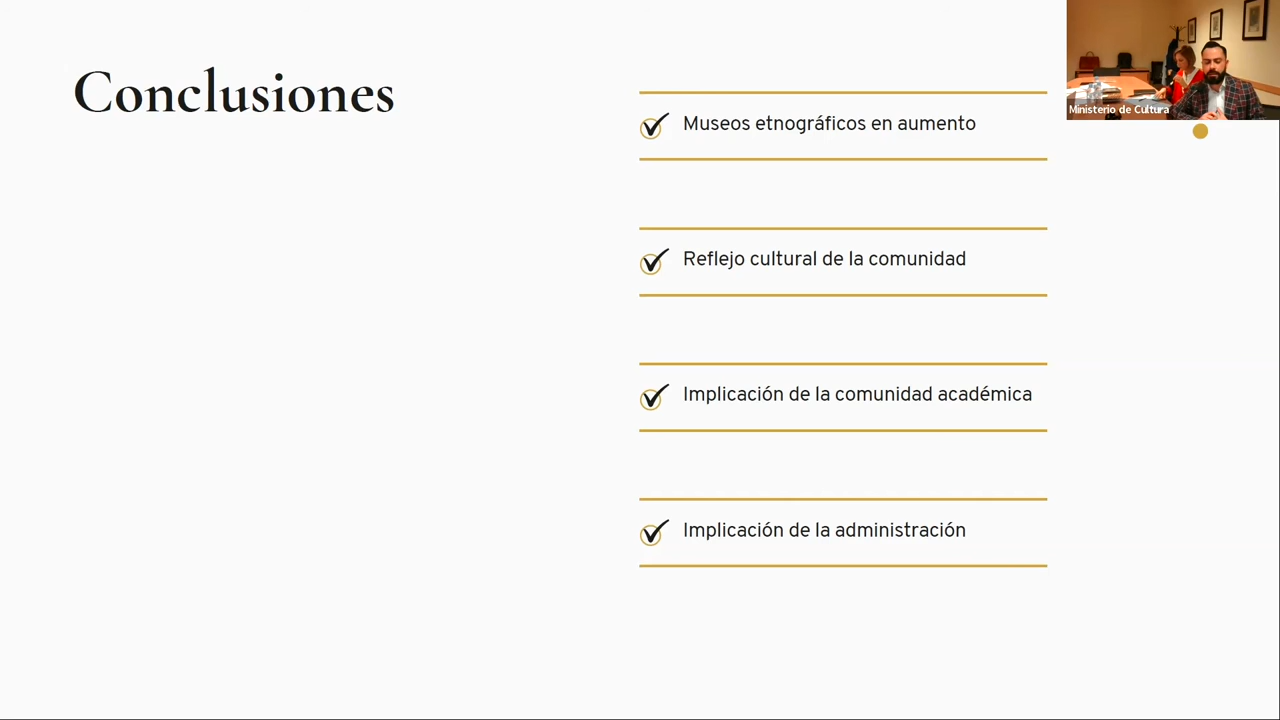 Conclusiones
Museos etnográficos en aumento
Reflejo cultural de la comunidad
Implicación de la comunidad académica
Implicación de la administración
Ministerio de Cultura